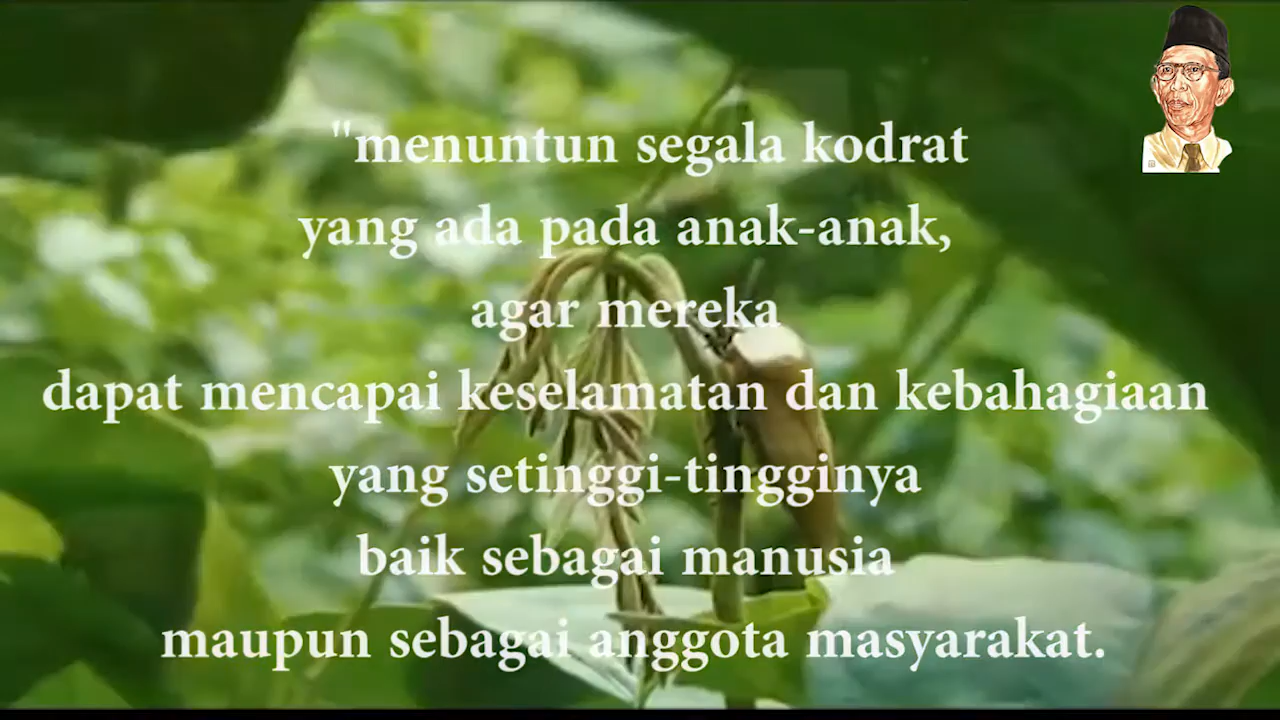 "menuntun segala kodrat
yang ada pada anak-anak,
agar mereka
dapat mencapai keselamatan dan kebahagiaan
yang setinggi-tingginya
baik sebagai manusia
maupun sebagai anggota masyarakat.